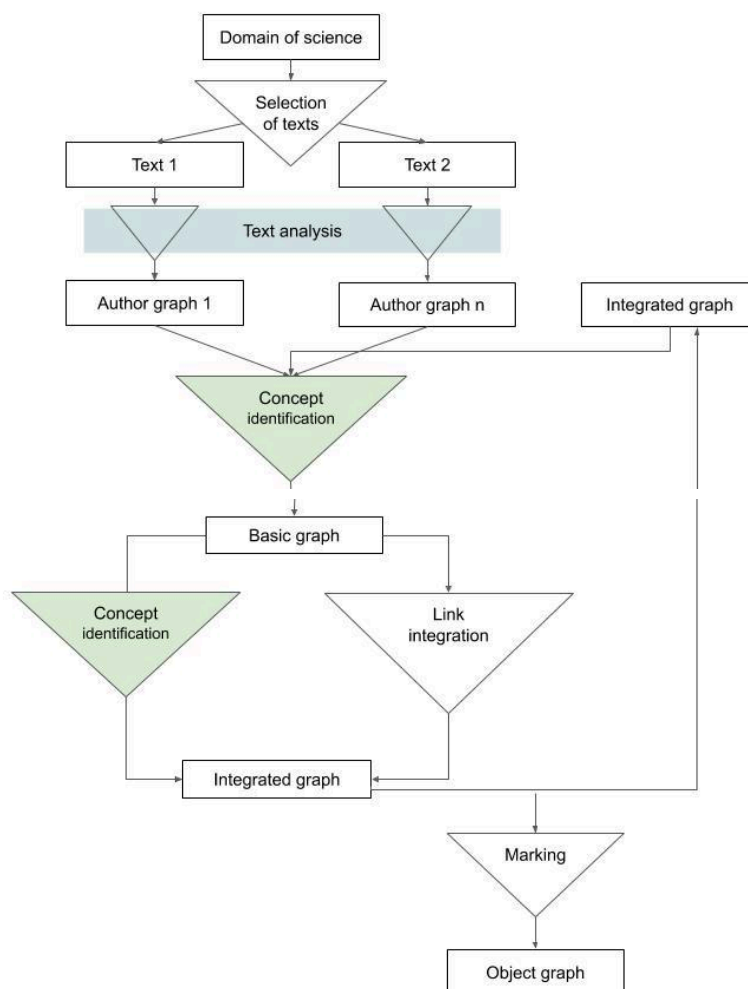 Domain of science
Selection
of texts
Text 1
Text 2
Text analysis
Author graph 1
Author graph n
Integrated graph
Concept
identification
Basic graph
Concept
identification
Link
integration
Integrated graph
Marking
Object graph